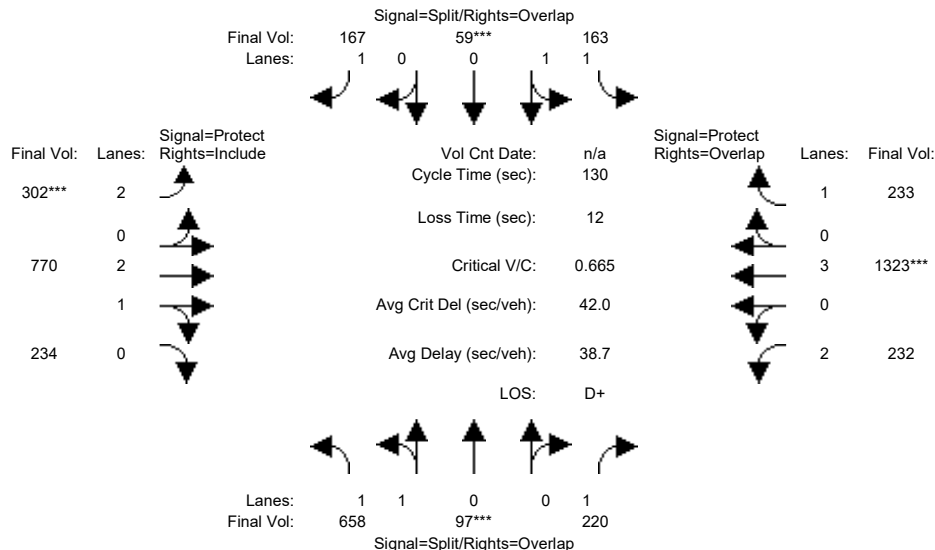 Signal=Split/Rights=Overlap
Final Vol: 167 59*** 163
Lanes: 1 0 0 1 1
Signal=Protect Signal=Protect
Final Vol: Lanes: Rights=Include Vol Cnt Date: n/a Rights=Overlap Lanes: Final Vol:
Cycle Time (sec): 130
302*** 2 1 233
Loss Time (sec): 12
0 0
770 2 Critical V/C: 0.665 3 1323***
1 Avg Crit Del (sec/veh): 42.0 0
234 0 Avg Delay (sec/veh): 38.7 2 232
LOS: D+
Lanes: 1 1 0 0 1
Final Vol: 658 97*** 220
Signal=Split/Rights=Overlap